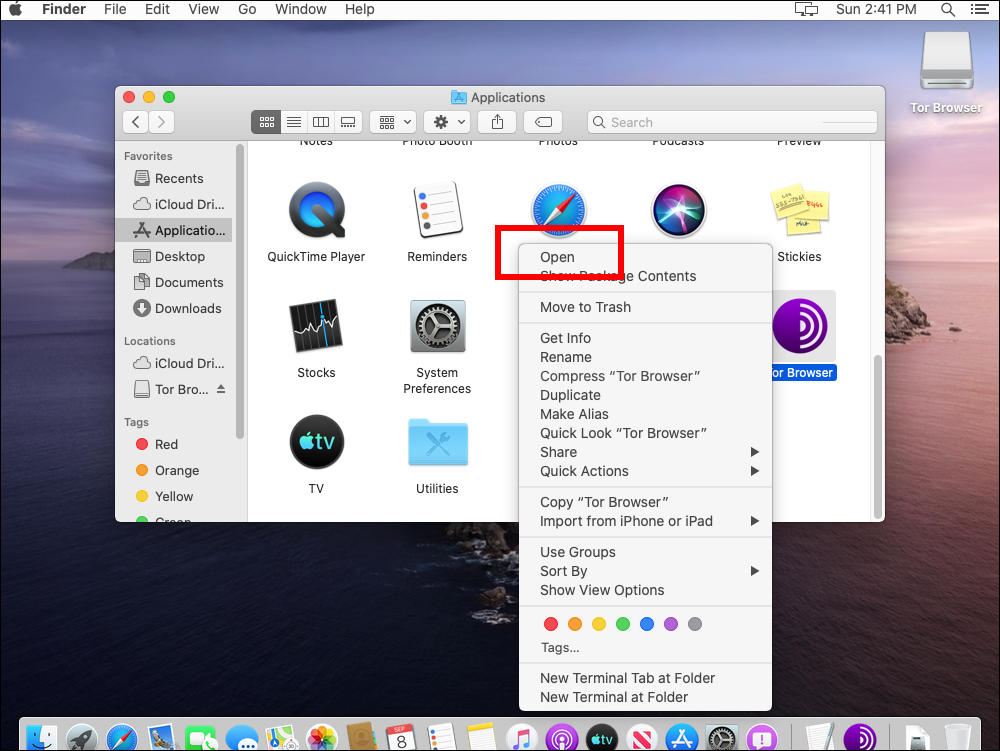 Finder File Edit View Go Window Help Sun 2:41 PM
Tor Browser
Applications
Search
Favorites
Recents
iCloud Dri...
Applicatio...
Desktop
Documents
Downloads
Locations
iCloud Dri...
Tor Bro...
Tags
Red
Orange
Yellow
Green
Notes Photo Booth Photos Podcasts Preview
QuickTime Player Reminders Stickies
Stocks System
Preferences
Tor Browser
tv
TV Utilities
Open
Show Package Contents
Move to Trash
Get Info
Rename
Compress “Tor Browser”
Duplicate
Make Alias
Quick Look “Tor Browser”
Share
Quick Actions
Copy “Tor Browser”
Import from iPhone or iPad
Use Groups
Sort By
Show View Options
Tags...
New Terminal Tab at Folder
New Terminal at Folder
SEP
8
tv